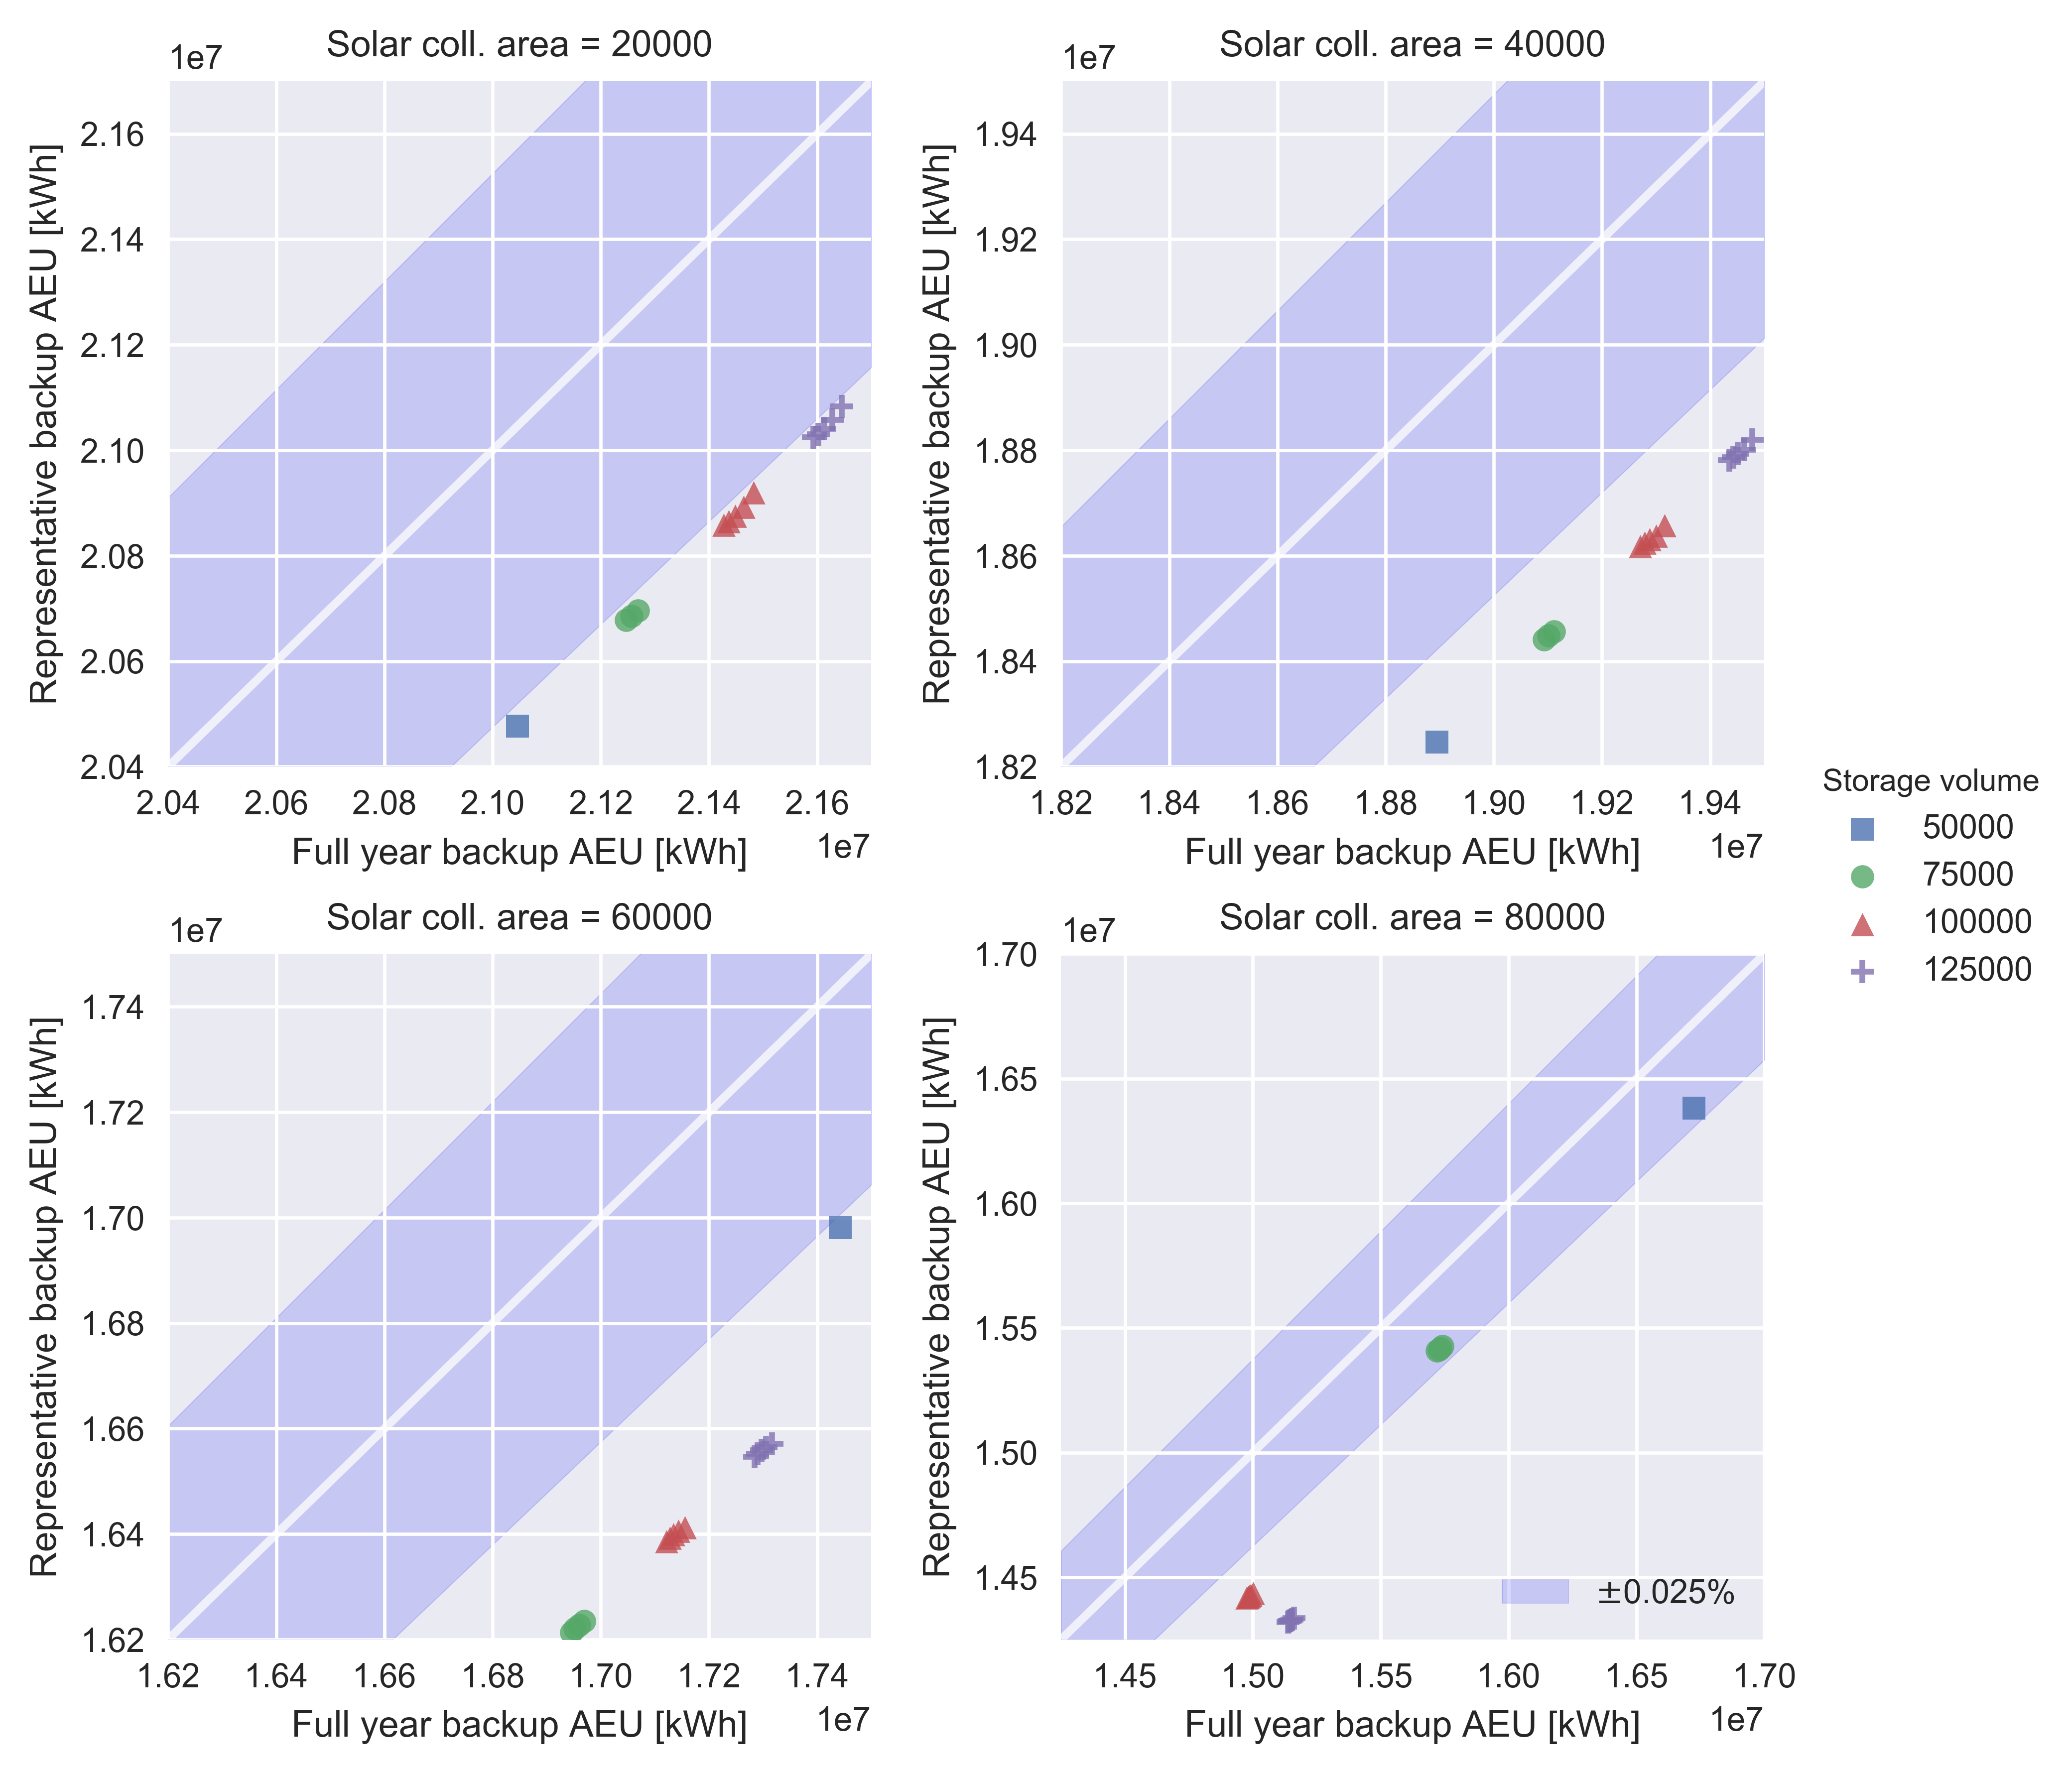 Solar coll. area = 20000
1e7
2.16
2.14
2.12
2.10
2.08
2.06
2.04
Representative backup AEU [kWh]
2.04 2.06 2.08 2.10 2.12 2.14 2.16
1e7
Full year backup AEU [kWh]
Solar coll. area = 40000
1e7
1.94
1.92
1.90
1.88
1.86
1.84
1.82
Representative backup AEU [kWh]
1.82 1.84 1.86 1.88 1.90 1.92 1.94
1e7
Full year backup AEU [kWh]
Storage volume
50000
75000
100000
125000
Solar coll. area = 60000
1e7
1.74
1.72
1.70
1.68
1.66
1.64
1.62
Representative backup AEU [kWh]
1.62 1.64 1.66 1.68 1.70 1.72 1.74
1e7
Full year backup AEU [kWh]
Solar coll. area = 80000
1e7
1.70
1.65
1.60
1.55
1.50
1.45
Representative backup AEU [kWh]
±0.025%
1.45 1.50 1.55 1.60 1.65 1.70
1e7
Full year backup AEU [kWh]